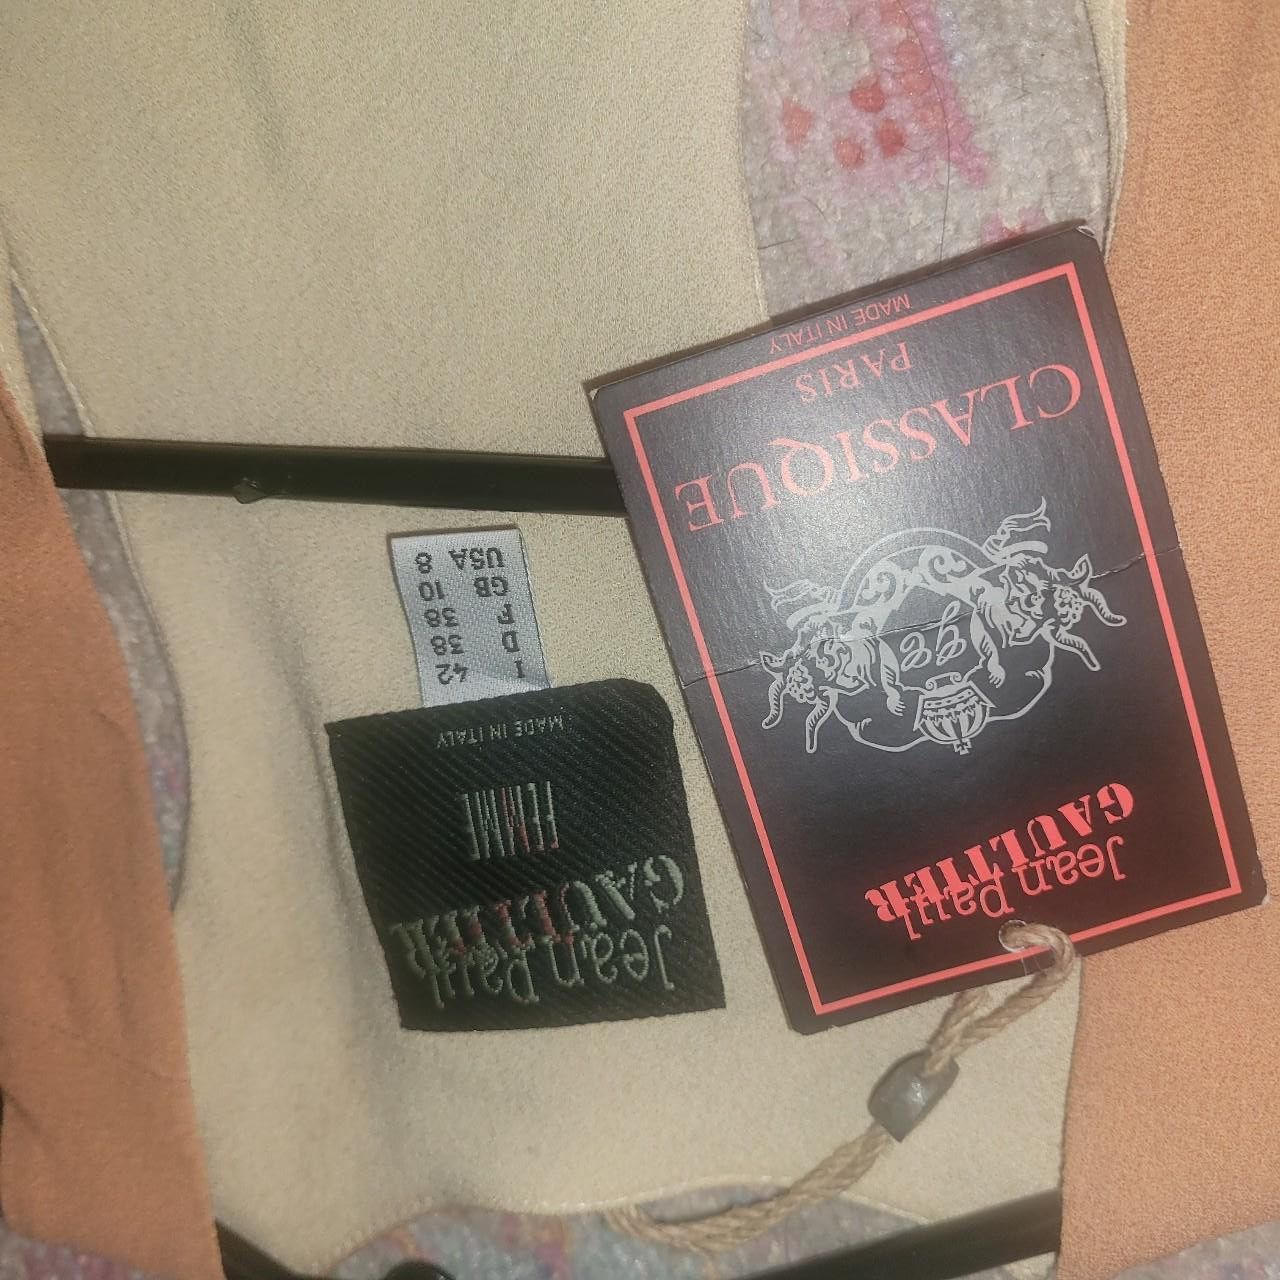 Jean Paul
GAULTIER
FEMME
MADE IN ITALY
I 42
D 38
F 38
GB 10
USA 8
Jean Paul
GAULTIER
CLASSIQUE
PARIS
MADE IN ITALY